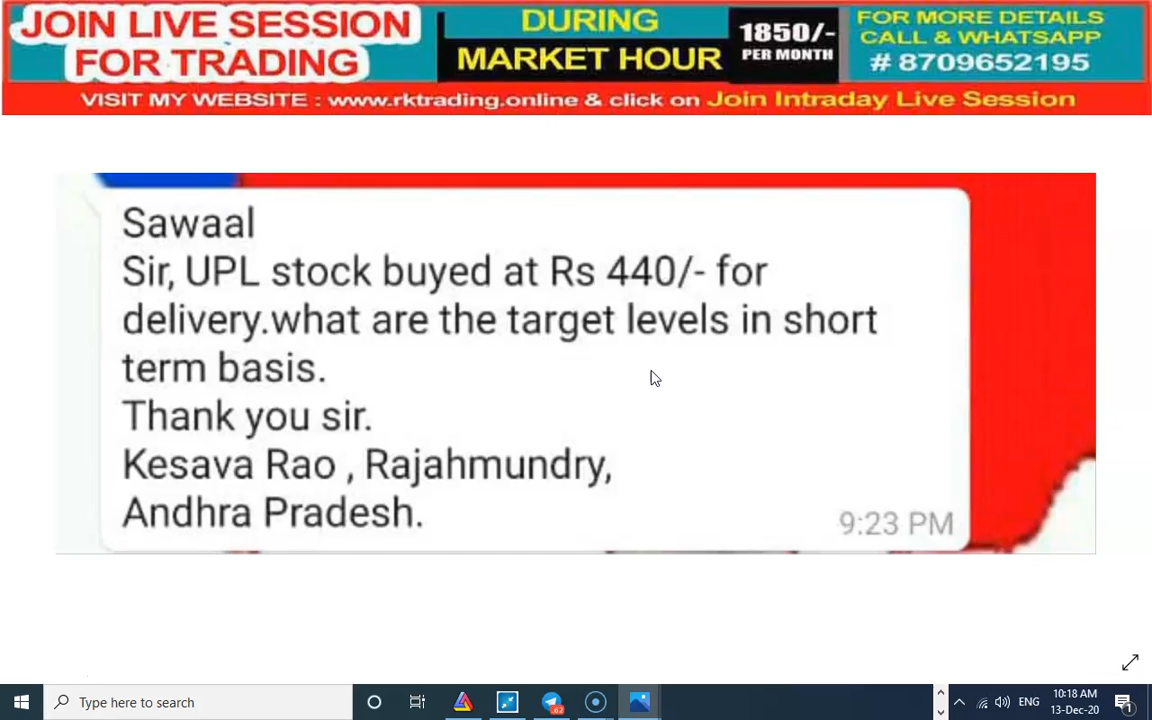 JOIN LIVE SESSION
FOR TRADING
DURING
MARKET HOUR
1850/-
PER MONTH
FOR MORE DETAILS
CALL & WHATSAPP
# 8709652195
VISIT MY WEBSITE : www.rktrading.online & click on Join Intraday Live Session
Sawaal
Sir, UPL stock buyed at Rs 440/- for
delivery.what are the target levels in short
term basis.
Thank you sir.
Kesava Rao , Rajahmundry,
Andhra Pradesh.
9:23 PM
Type here to search
62
ENG
10:18 AM
13-Dec-20
1